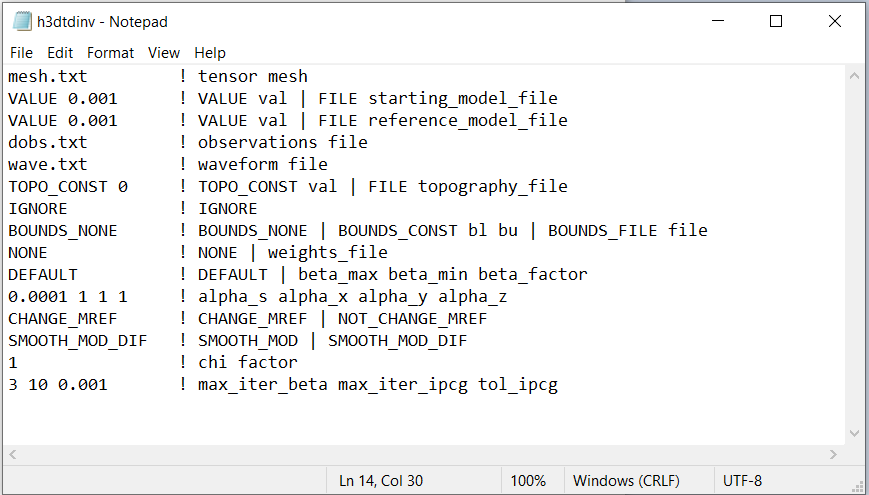 h3dtdinv - Notepad
File Edit Format View Help
mesh.txt ! tensor mesh
VALUE 0.001 ! VALUE val | FILE starting_model_file
VALUE 0.001 ! VALUE val | FILE reference_model_file
dobs.txt ! observations file
wave.txt ! waveform file
TOPO_CONST 0 ! TOPO_CONST val | FILE topography_file
IGNORE ! IGNORE
BOUNDS_NONE ! BOUNDS_NONE | BOUNDS_CONST bl bu | BOUNDS_FILE file
NONE ! NONE | weights_file
DEFAULT ! DEFAULT | beta_max beta_min beta_factor
0.0001 1 1 1 ! alpha_s alpha_x alpha_y alpha_z
CHANGE_MREF ! CHANGE_MREF | NOT_CHANGE_MREF
SMOOTH_MOD_DIF ! SMOOTH_MOD | SMOOTH_MOD_DIF
1 ! chi factor
3 10 0.001 ! max_iter_beta max_iter_ipcg tol_ipcg
Ln 14, Col 30 100% Windows (CRLF) UTF-8